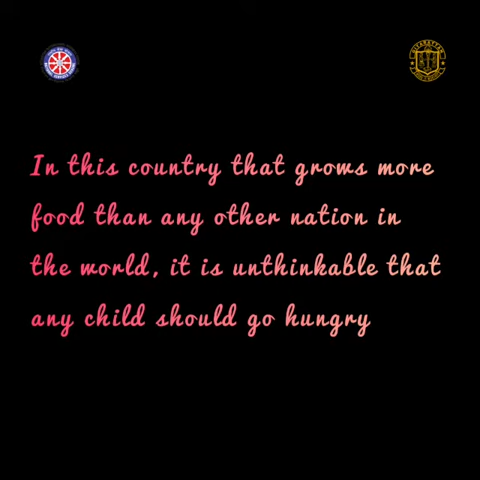 In this country that grows more
food than any other nation in
the world, it is unthinkable that
any child should go hungry